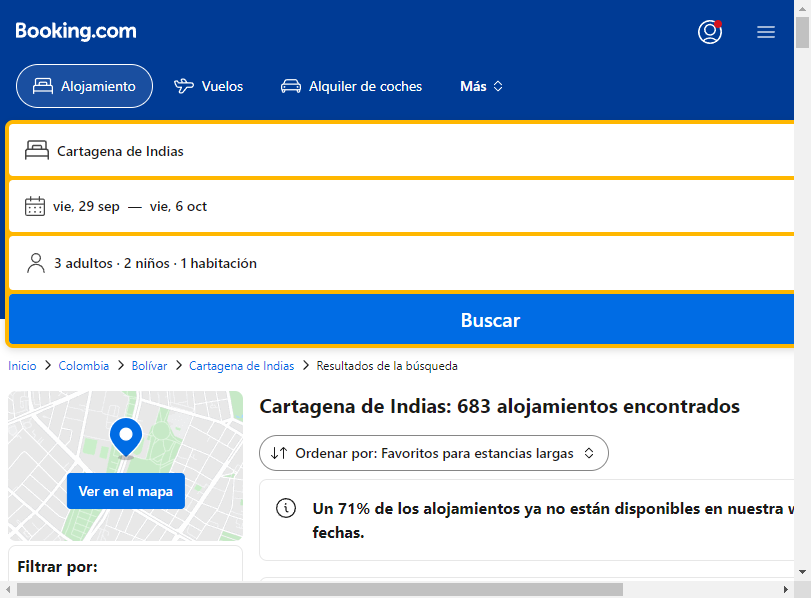 Booking.com
Alojamiento
Vuelos
Alquiler de coches
Más
Cartagena de Indias
vie, 29 sep — vie, 6 oct
3 adultos · 2 niños · 1 habitación
Buscar
Inicio
Colombia
Bolívar
Cartagena de Indias
Resultados de la búsqueda
Ver en el mapa
Filtrar por:
Cartagena de Indias: 683 alojamientos encontrados
Ordenar por: Favoritos para estancias largas
Un 71% de los alojamientos ya no están disponibles en nuestra
fechas.